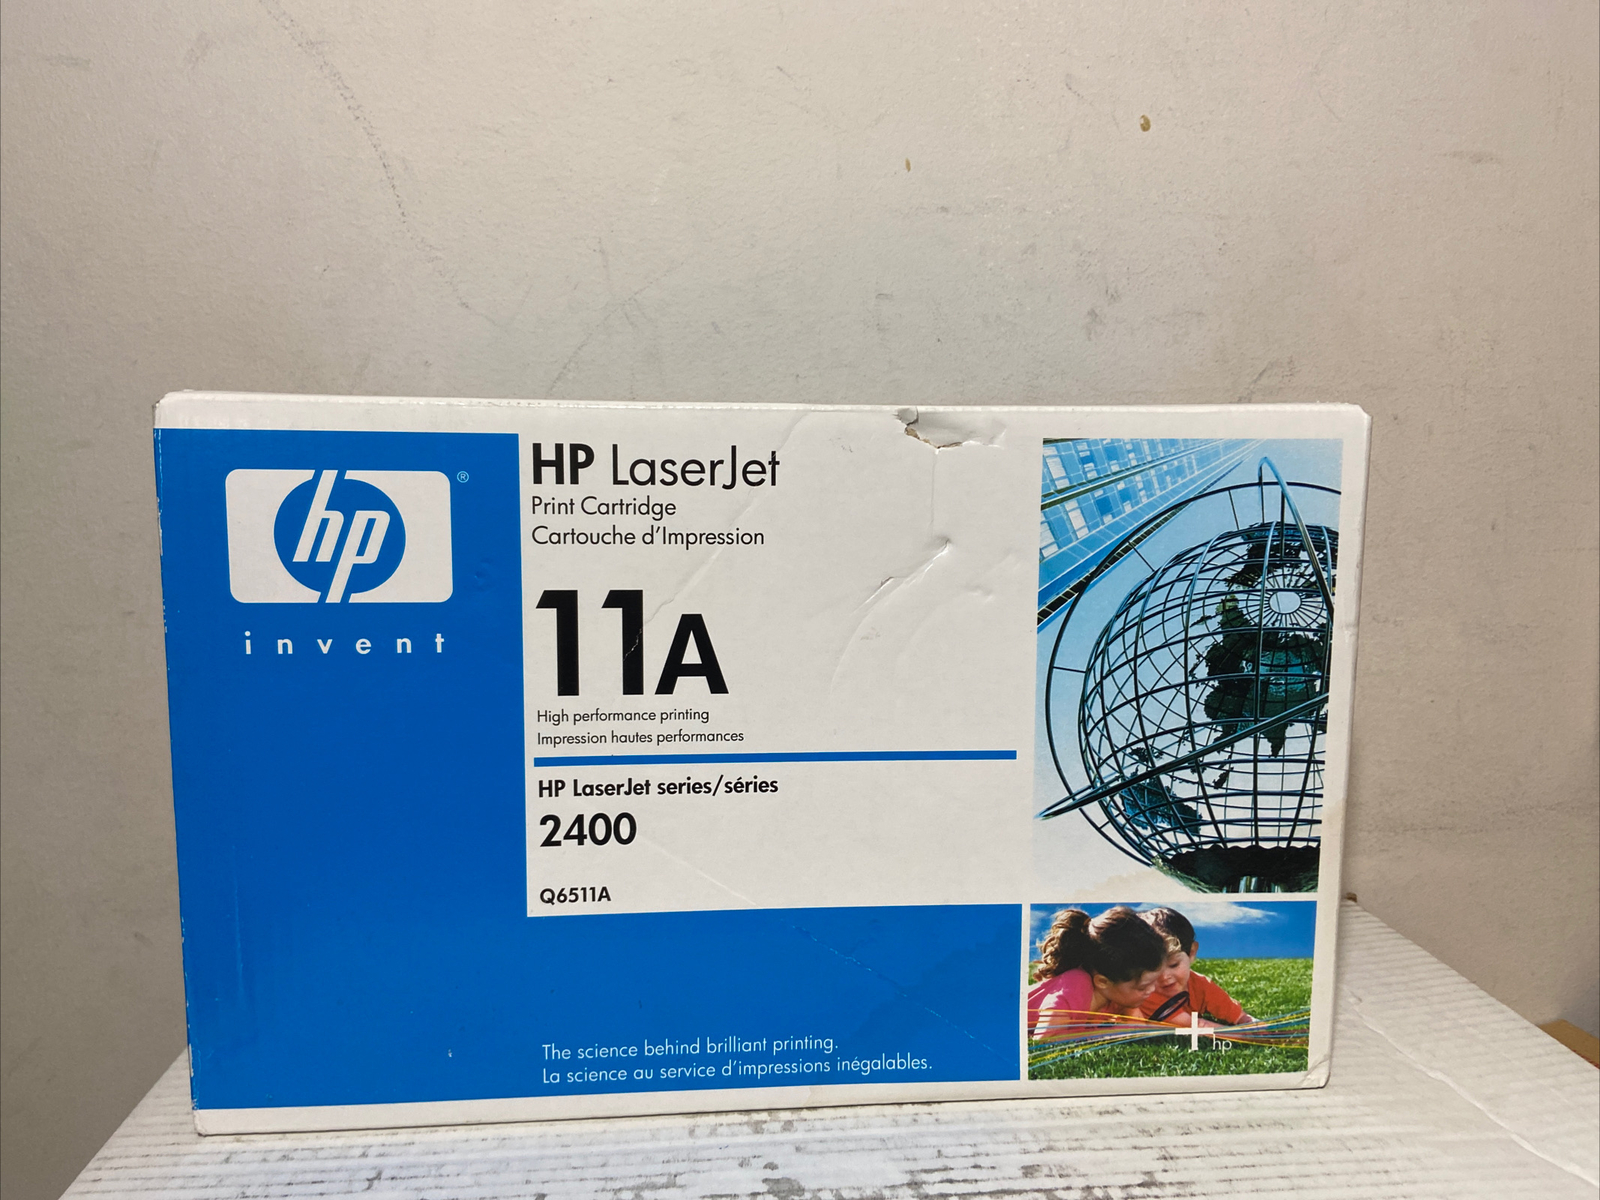 hp ®
invent
HP LaserJet
Print Cartridge
Cartouche d'Impression
11A
High performance printing
Impression hautes performances
HP LaserJet series/séries
2400
Q6511A
The science behind brilliant printing.
La science au service d'impressions inégalables.
+hp